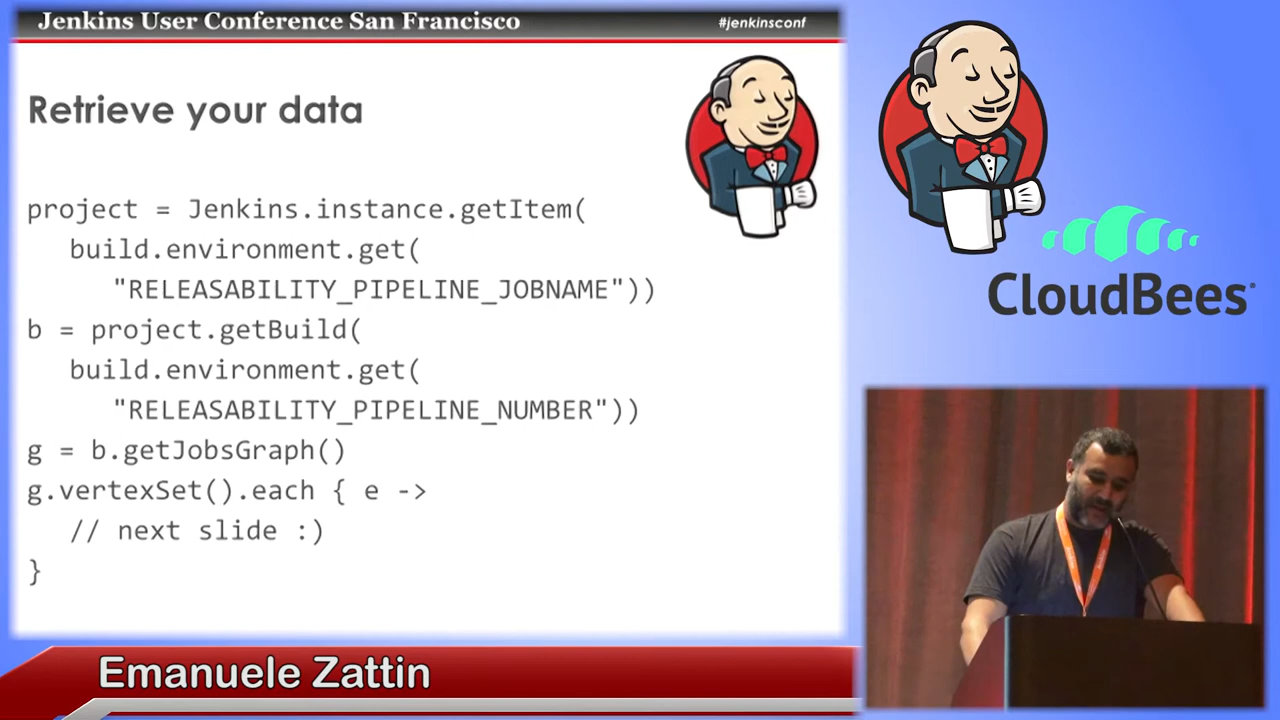 Jenkins User Conference San Francisco
#jenkinsconf
Retrieve your data
project = Jenkins.instance.getItem(
build.environment.get(
"RELEASABILITY_PIPELINE_JOBNAME"))
b = project.getBuild(
build.environment.get(
"RELEASABILITY_PIPELINE_NUMBER"))
g = b.getJobsGraph()
g.vertexSet().each { e ->
// next slide :)
}
CloudBees
Emanuele Zattin